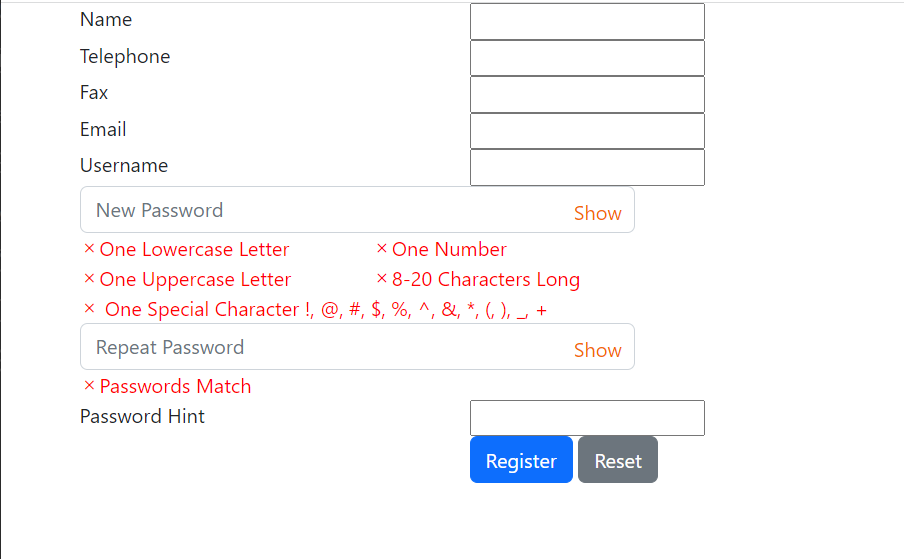 Name
Telephone
Fax
Email
Username
New Password Show
× One Lowercase Letter × One Number
× One Uppercase Letter × 8-20 Characters Long
× One Special Character !, @, #, $, %, ^, &, *, (, ), _, +
Repeat Password Show
× Passwords Match
Password Hint
Register Reset